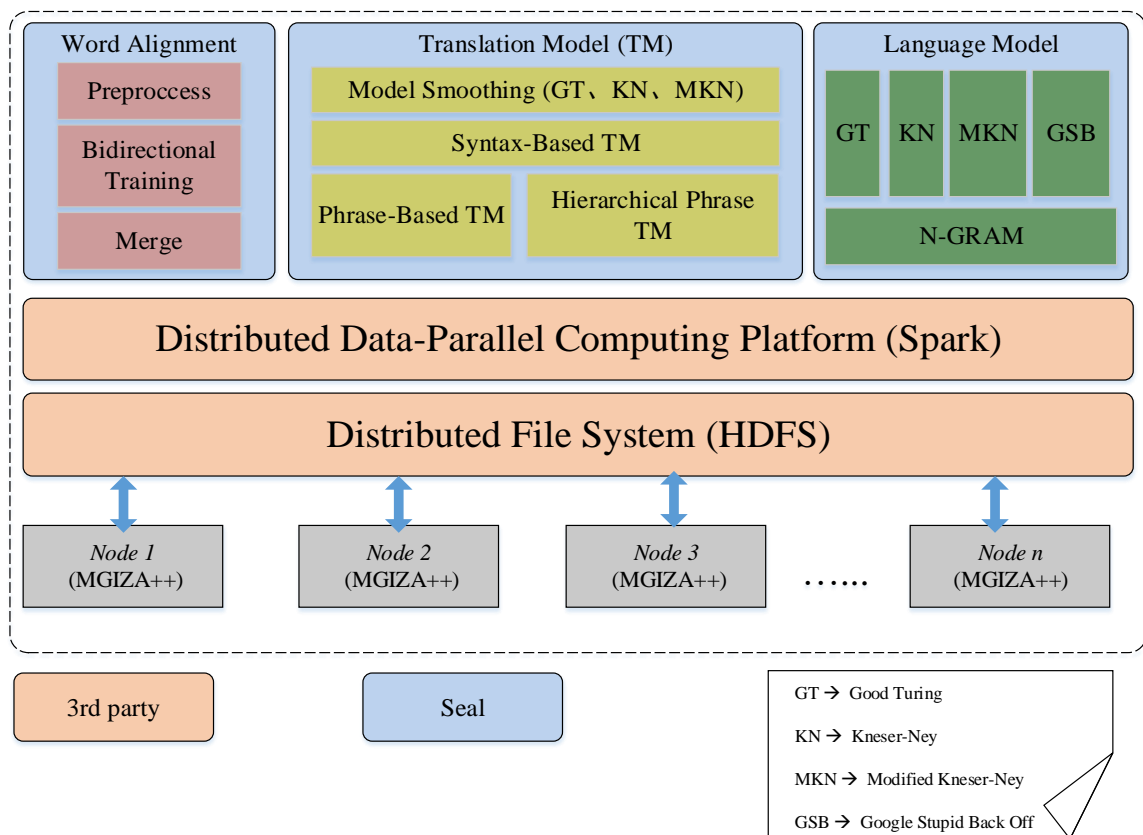 Word Alignment
Preproccess
Bidirectional
Training
Merge
Translation Model (TM)
Model Smoothing (GT、KN、MKN)
Syntax-Based TM
Phrase-Based TM
Hierarchical Phrase
TM
Language Model
GT
KN
MKN
GSB
N-GRAM
Distributed Data-Parallel Computing Platform (Spark)
Distributed File System (HDFS)
Node 1
(MGIZA++)
Node 2
(MGIZA++)
Node 3
(MGIZA++)
……
Node n
(MGIZA++)
3rd party
Seal
GT → Good Turing
KN → Kneser-Ney
MKN → Modified Kneser-Ney
GSB → Google Stupid Back Off